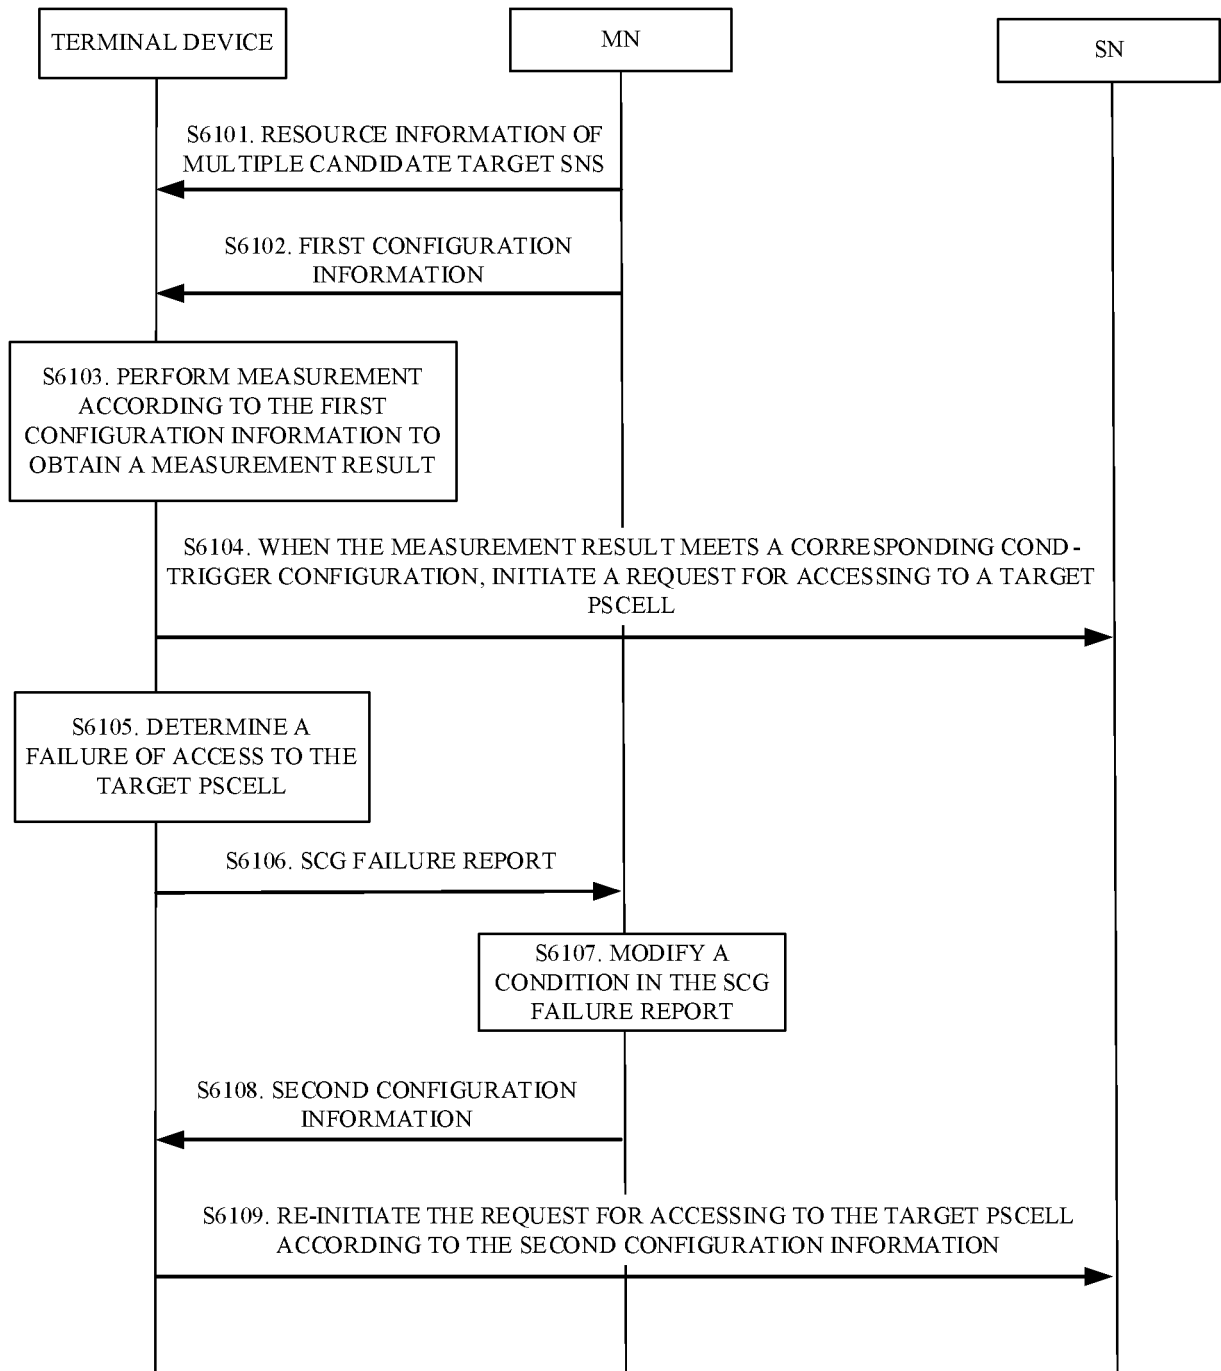 TERMINAL DEVICE
MN
SN
S6101. RESOURCE INFORMATION OF
MULTIPLE CANDIDATE TARGET SNS
S6102. FIRST CONFIGURATION
INFORMATION
S6103. PERFORM MEASUREMENT
ACCORDING TO THE FIRST
CONFIGURATION INFORMATION TO
OBTAIN A MEASUREMENT RESULT
S6104. WHEN THE MEASUREMENT RESULT MEETS A CORRESPONDING COND-
TRIGGER CONFIGURATION, INITIATE A REQUEST FOR ACCESSING TO A TARGET
PSCELL
S6105. DETERMINE A
FAILURE OF ACCESS TO THE
TARGET PSCELL
S6106. SCG FAILURE REPORT
S6107. MODIFY A
CONDITION IN THE SCG
FAILURE REPORT
S6108. SECOND CONFIGURATION
INFORMATION
S6109. RE-INITIATE THE REQUEST FOR ACCESSING TO THE TARGET PSCELL
ACCORDING TO THE SECOND CONFIGURATION INFORMATION